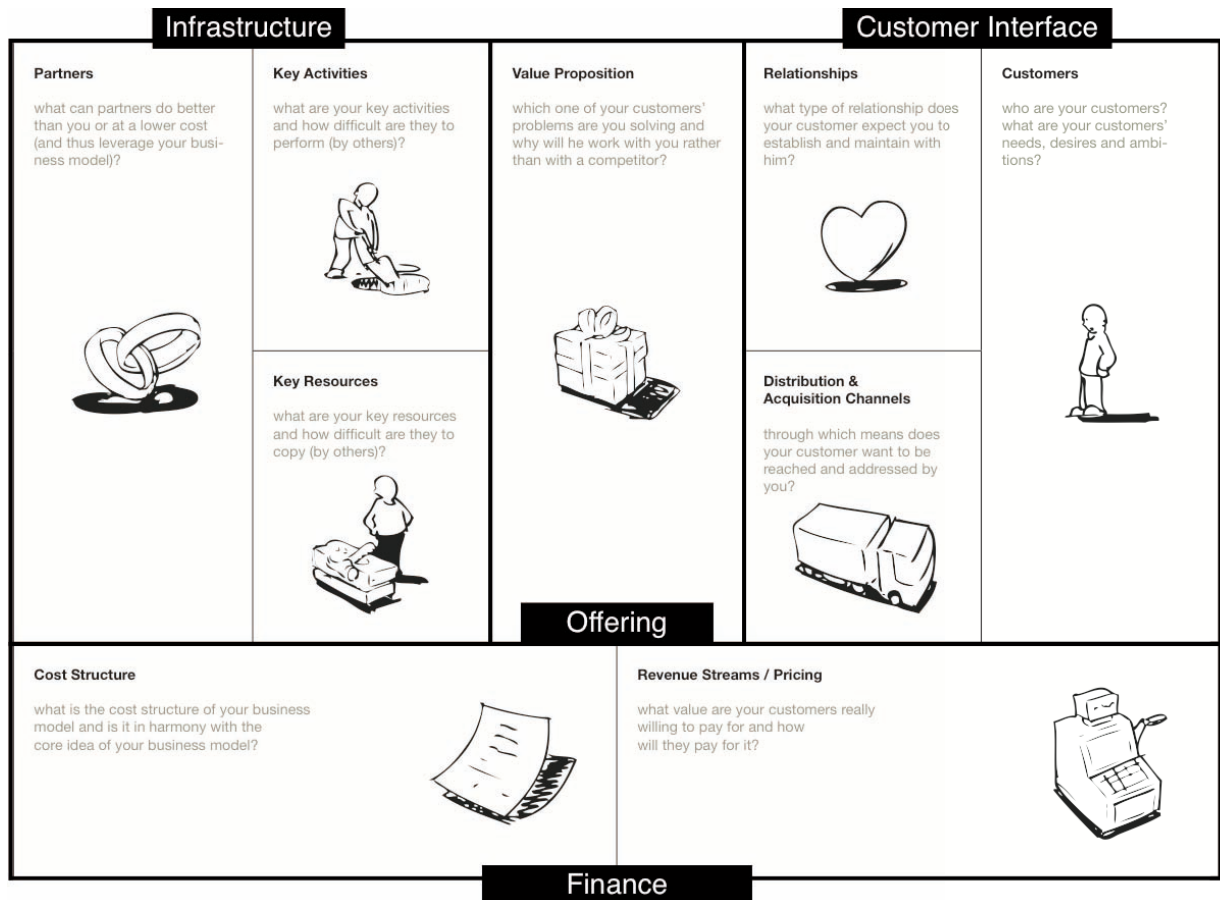 Infrastructure
Customer Interface
Partners
what can partners do better
than you or at a lower cost
(and thus leverage your busi-
ness model)?
Key Activities
what are your key activities
and how difficult are they to
perform (by others)?
Key Resources
what are your key resources
and how difficult are they to
copy (by others)?
Value Proposition
which one of your customers'
problems are you solving and
why will he work with you rather
than with a competitor?
Offering
Relationships
what type of relationship does
your customer expect you to
establish and maintain with
him?
Distribution &
Acquisition Channels
through which means does
your customer want to be
reached and addressed by
you?
Customers
who are your customers?
what are your customers'
needs, desires and ambi-
tions?
Cost Structure
what is the cost structure of your business
model and is it in harmony with the
core idea of your business model?
Revenue Streams / Pricing
what value are your customers really
willing to pay for and how
will they pay for it?
Finance